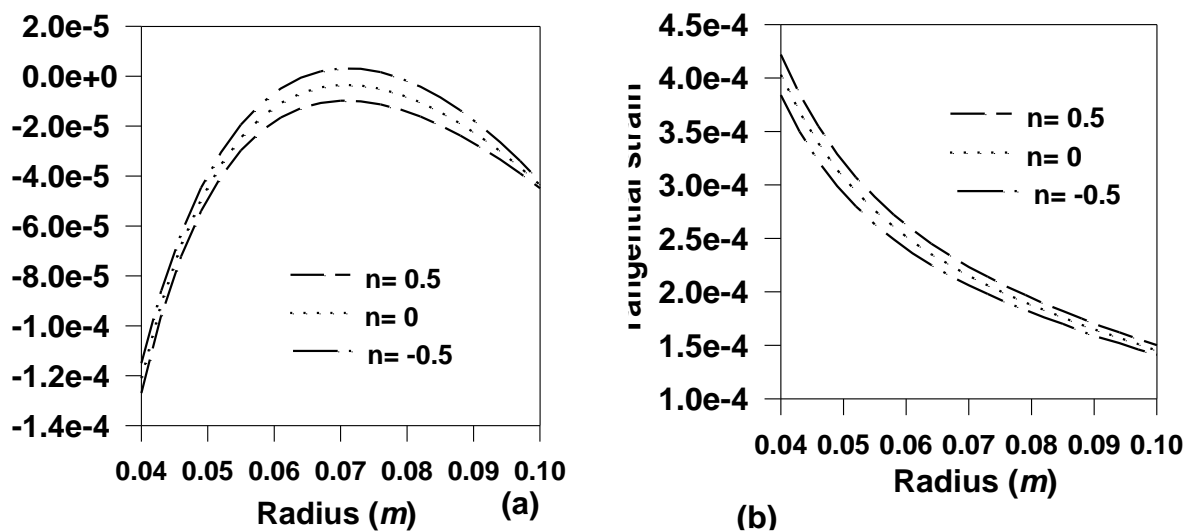 2.0e-5
0.0e+0
-2.0e-5
-4.0e-5
-6.0e-5
-8.0e-5
-1.0e-4
-1.2e-4
-1.4e-4
n= 0.5
n= 0
n= -0.5
0.04 0.05 0.06 0.07 0.08 0.09 0.10
Radius (m)
(a)
Tangential strain
4.5e-4
4.0e-4
3.5e-4
3.0e-4
2.5e-4
2.0e-4
1.5e-4
1.0e-4
n= 0.5
n= 0
n= -0.5
0.04 0.05 0.06 0.07 0.08 0.09 0.10
Radius (m)
(b)